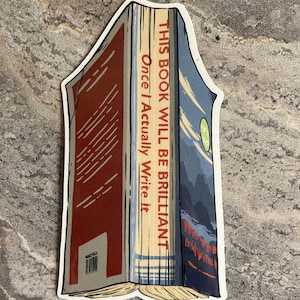 THIS BOOK WILL BE BRILLIANT
Once I Actually Write It